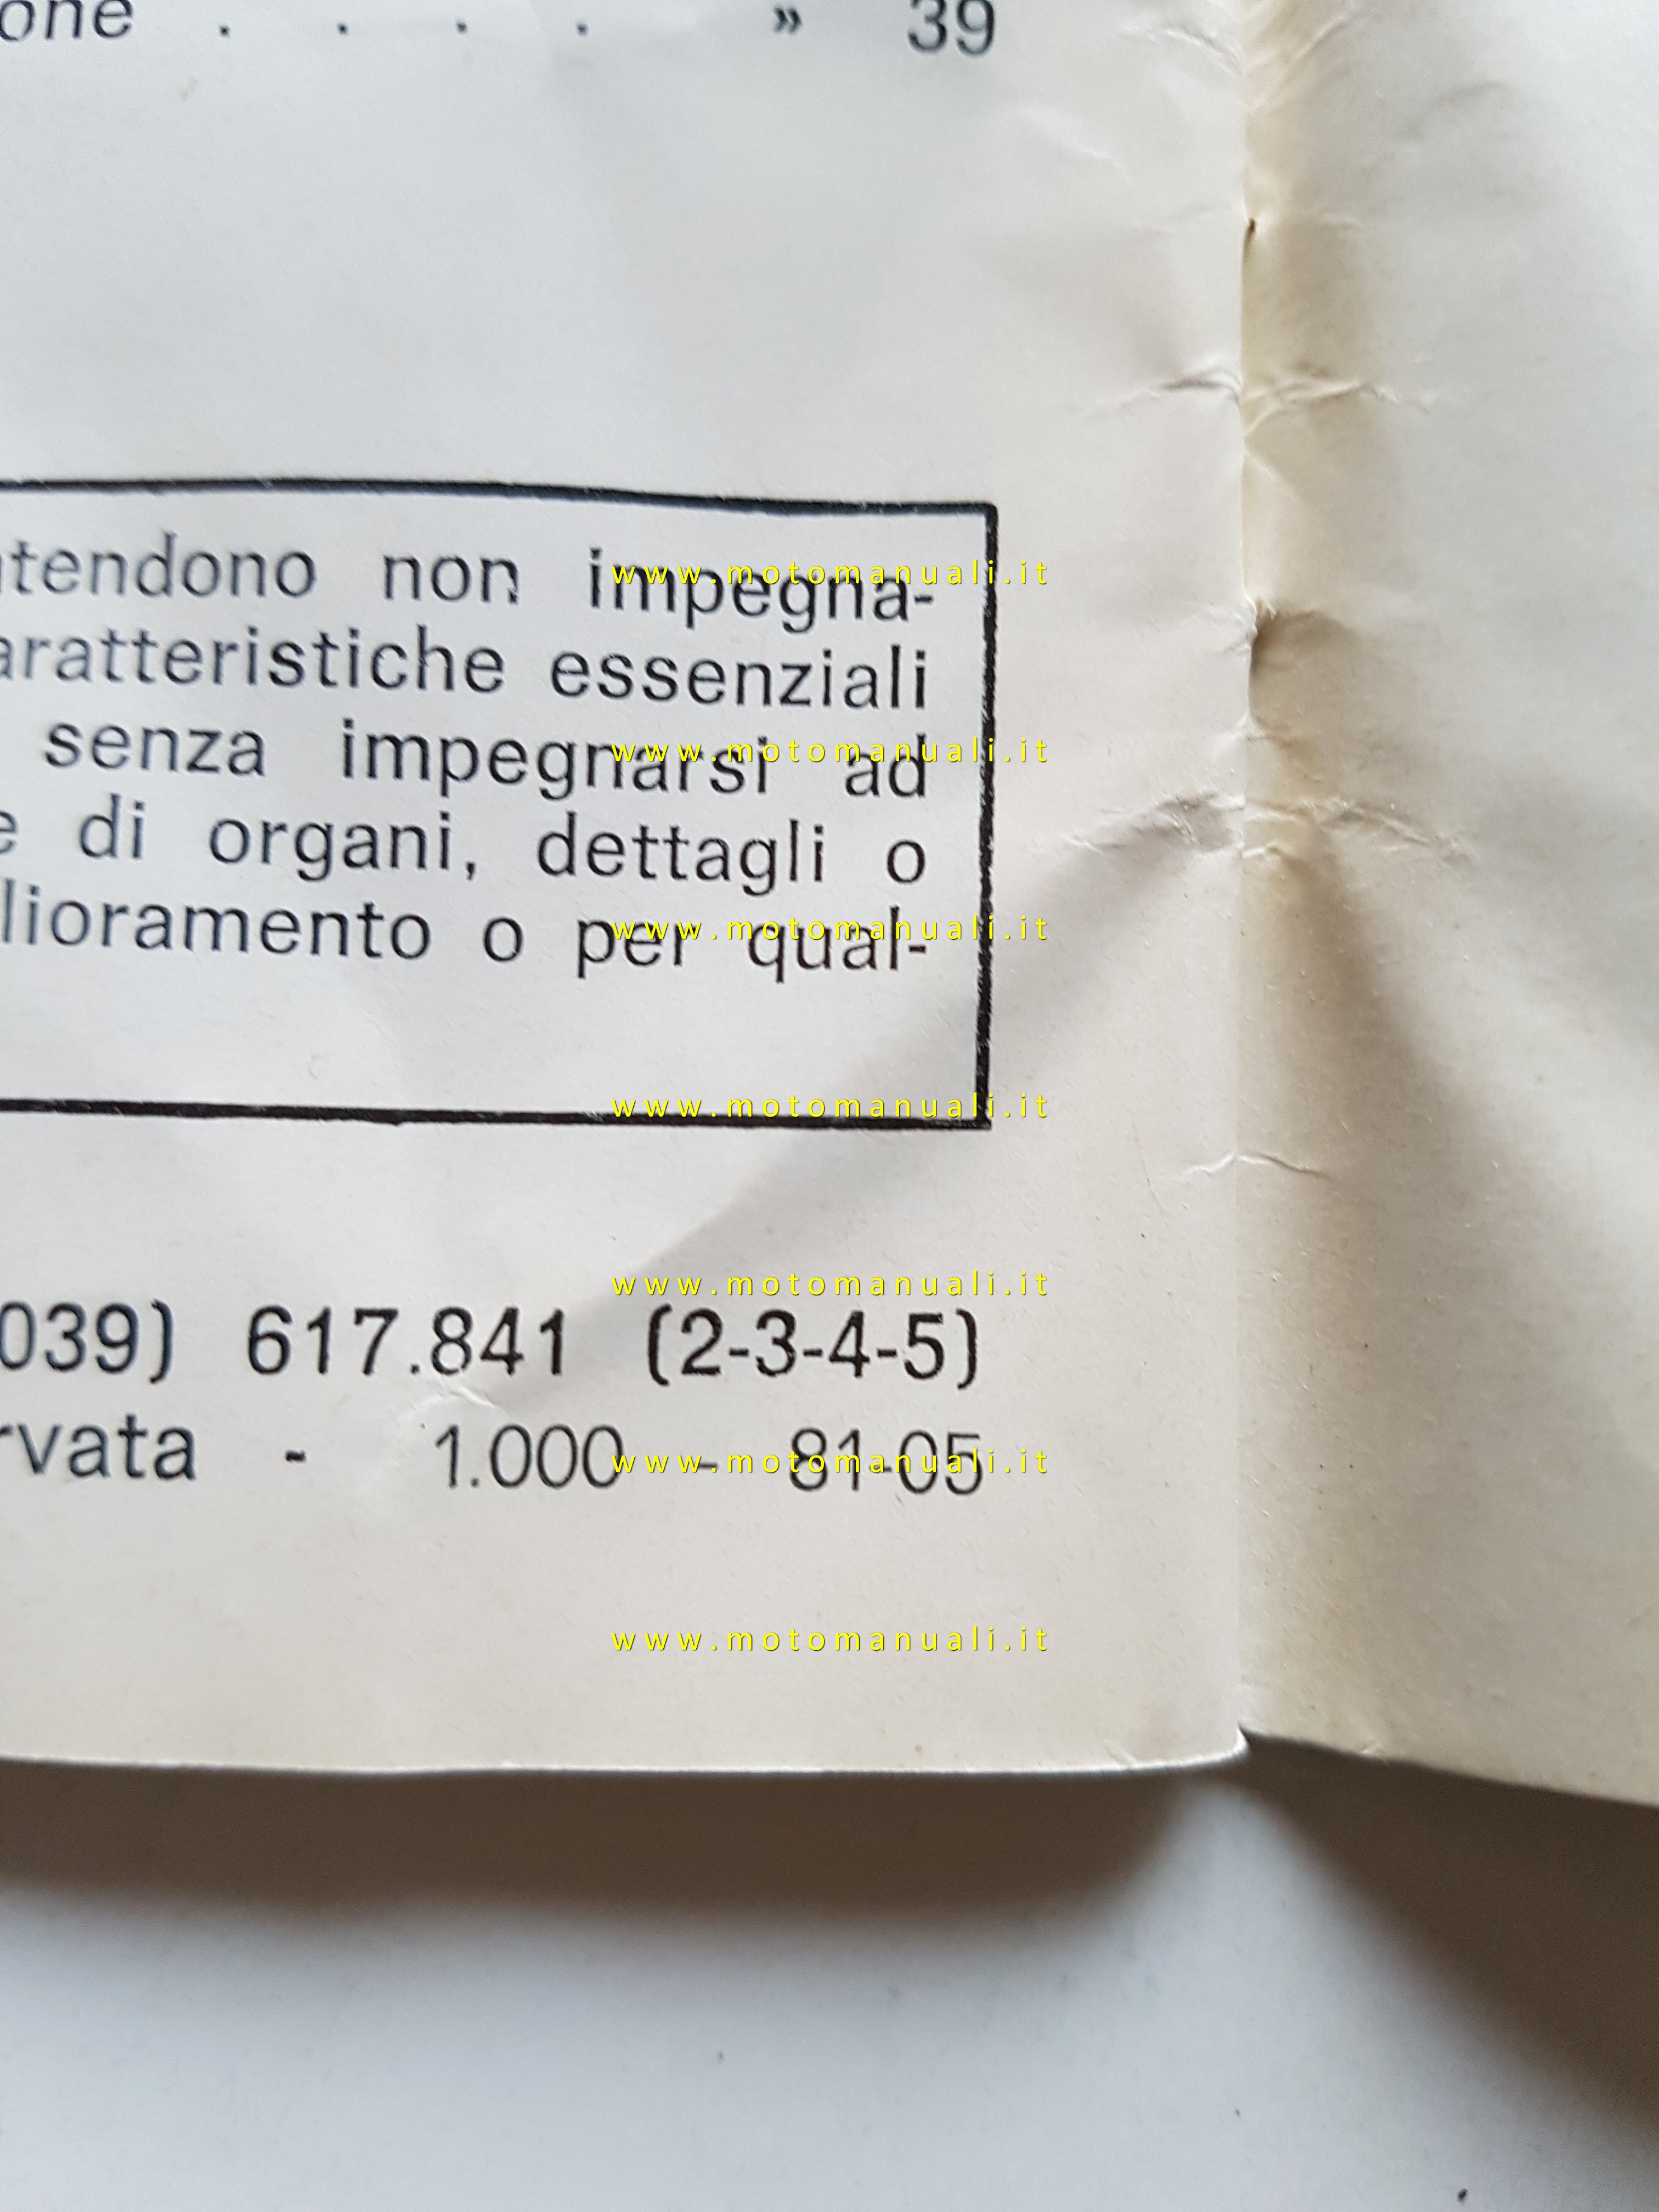 one . . . . » 39
ntendono non impegna-
aratteristiche essenziali
senza impegnarsi ad
e di organi, dettagli o
lioramento o per qual-
039) 617.841 (2-3-4-5)
rvata - 1.000 - 81-05
www.motomanuali.it
www.motomanuali.it
www.motomanuali.it
www.motomanuali.it
www.motomanuali.it
www.motomanuali.it
www.motomanuali.it